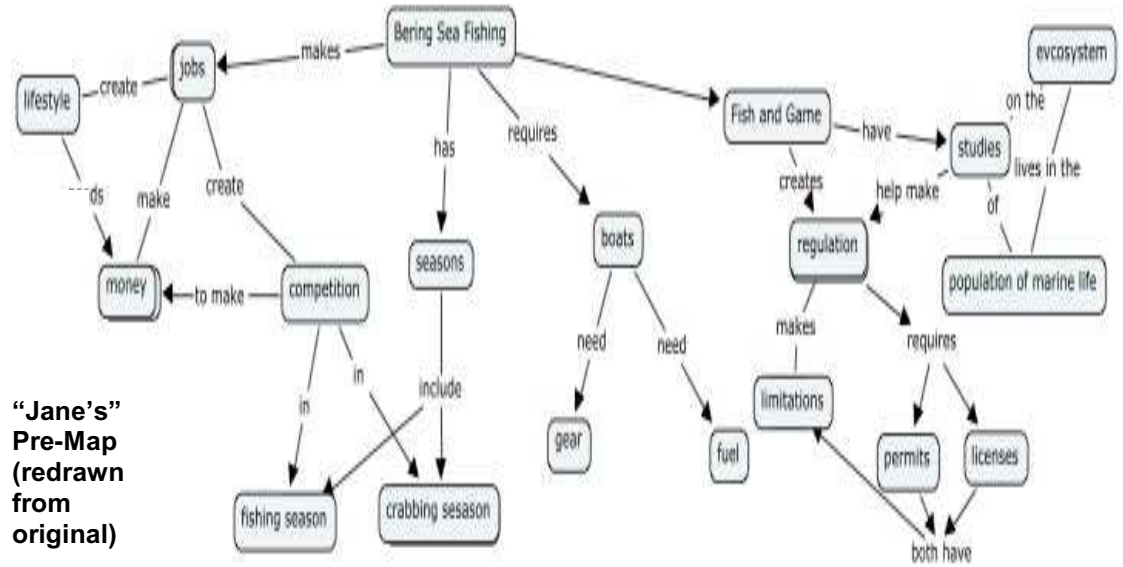 Bering Sea Fishing
makes
jobs
create
lifestyle
make
create
ds
money
to make
competition
in
in
has
seasons
include
fishing season
crabbing sesason
requires
boats
need
need
gear
fuel
Fish and Game
have
studies
on the
evcosystem
lives in the
of
population of marine life
creates
help make
regulation
makes
limitations
requires
permits
licenses
both have
“Jane’s”
Pre-Map
(redrawn
from
original)